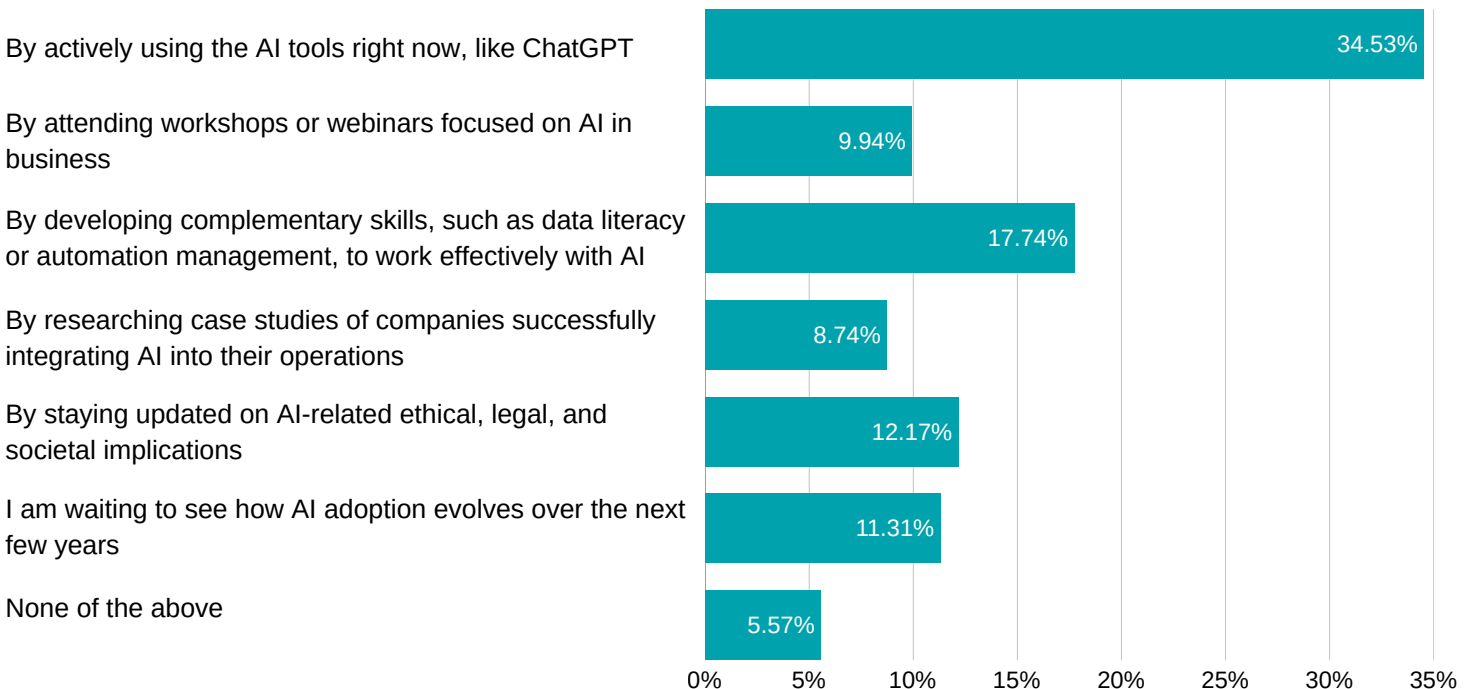 By actively using the AI tools right now, like ChatGPT
34.53%
By attending workshops or webinars focused on AI in
business
9.94%
By developing complementary skills, such as data literacy
or automation management, to work effectively with AI
17.74%
By researching case studies of companies successfully
integrating AI into their operations
8.74%
By staying updated on AI-related ethical, legal, and
societal implications
12.17%
I am waiting to see how AI adoption evolves over the next
few years
11.31%
None of the above
5.57%
0% 5% 10% 15% 20% 25% 30% 35%